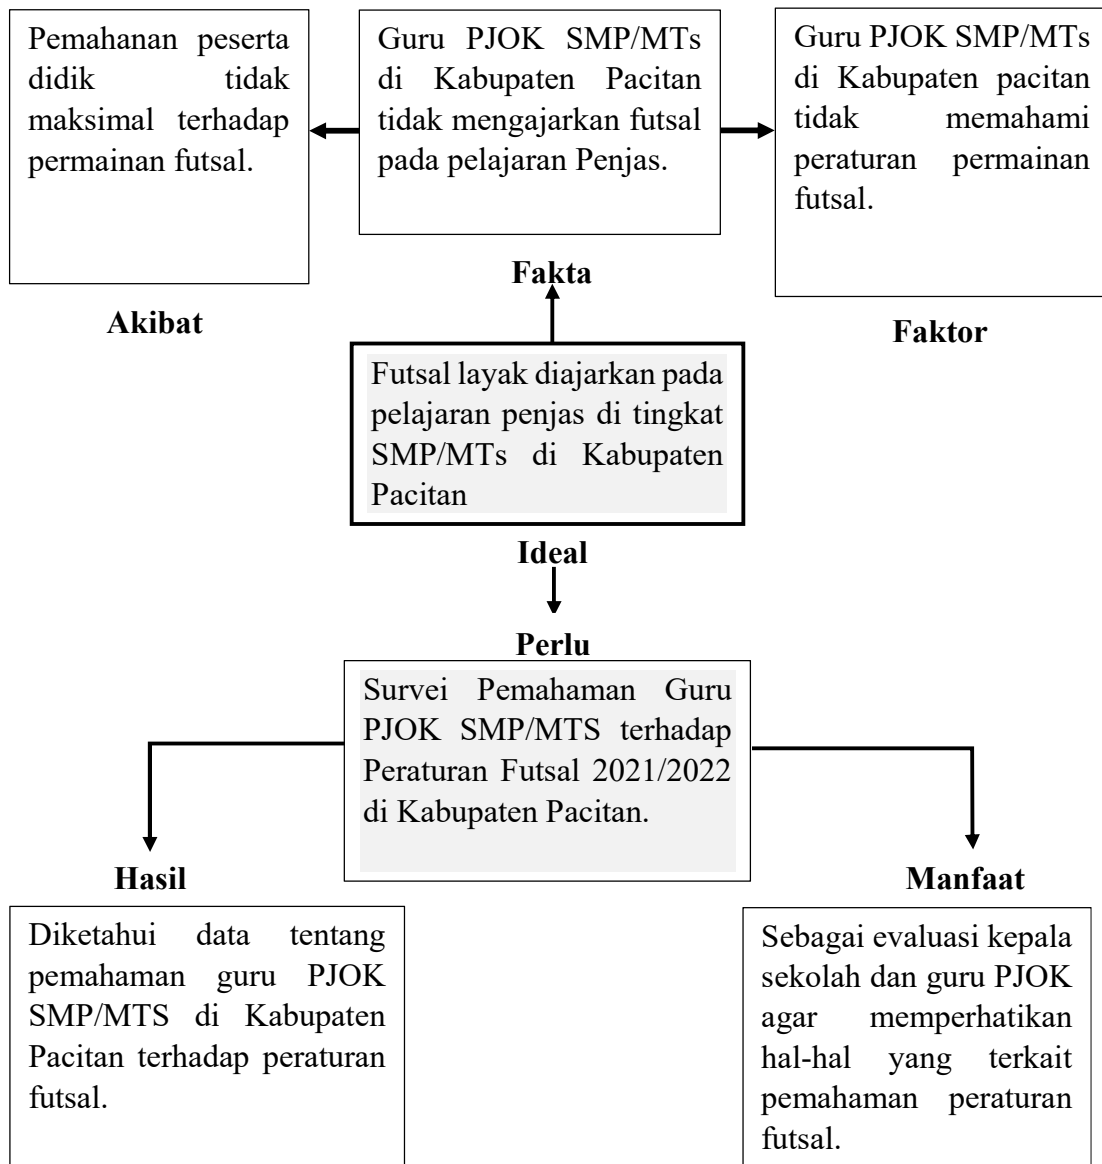 Pemahanan peserta
didik tidak
maksimal terhadap
permainan futsal.
Akibat
Guru PJOK SMP/MTs
di Kabupaten Pacitan
tidak mengajarkan futsal
pada pelajaran Penjas.
Fakta
Guru PJOK SMP/MTs
di Kabupaten pacitan
tidak memahami
peraturan permainan
futsal.
Faktor
Futsal layak diajarkan pada
pelajaran penjas di tingkat
SMP/MTs di Kabupaten
Pacitan
Ideal
Perlu
Survei Pemahaman Guru
PJOK SMP/MTS terhadap
Peraturan Futsal 2021/2022
di Kabupaten Pacitan.
Hasil
Diketahui data tentang
pemahaman guru PJOK
SMP/MTS di Kabupaten
Pacitan terhadap peraturan
futsal.
Manfaat
Sebagai evaluasi kepala
sekolah dan guru PJOK
agar memperhatikan
hal-hal yang terkait
pemahaman peraturan
futsal.